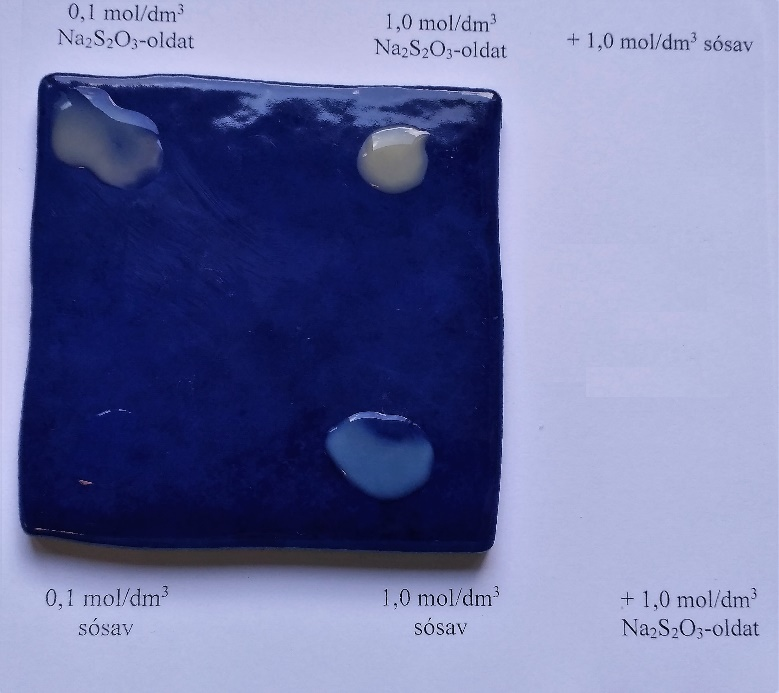 0,1 mol/dm³
Na₂S₂O₃-oldat
1,0 mol/dm³
Na₂S₂O₃-oldat
+ 1,0 mol/dm³ sósav
0,1 mol/dm³
sósav
1,0 mol/dm³
sósav
+ 1,0 mol/dm³
Na₂S₂O₃-oldat